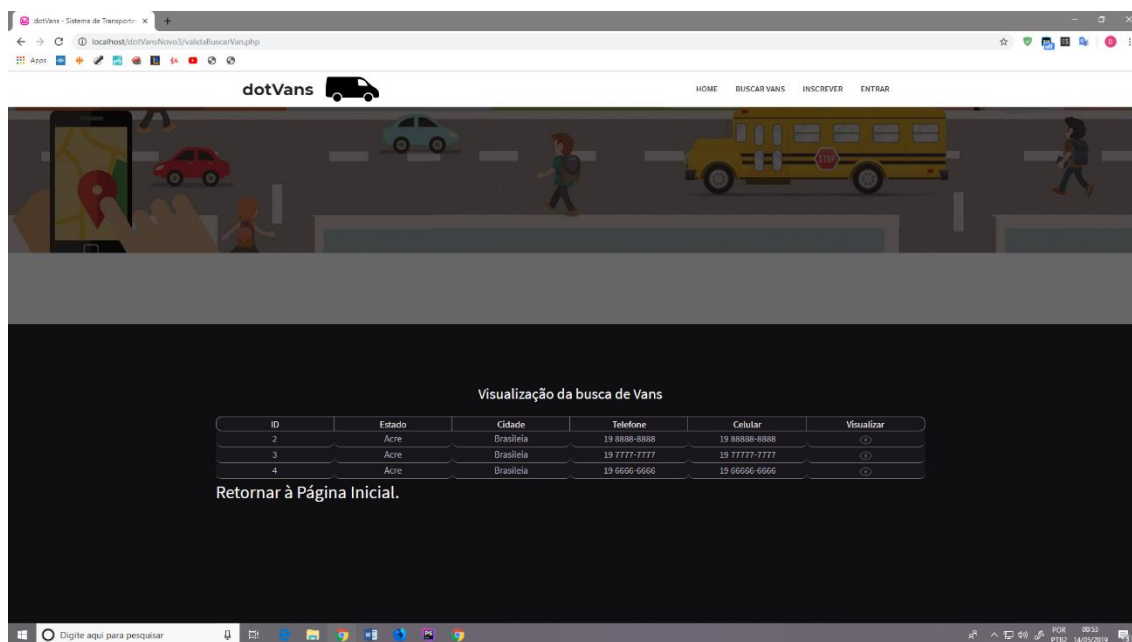 dotVans - Sistema de Transporte
localhost/dotVansNovo3/validaBuscarVan.php
Apps
dotVans
HOME BUSCAR VANS INSCREVER ENTRAR
STOP
Visualização da busca de Vans
ID Estado Cidade Telefone Celular Visualizar
2 Acre Brasileia 19 8888-8888 19 88888-8888
3 Acre Brasileia 19 7777-7777 19 77777-7777
4 Acre Brasileia 19 6666-6666 19 66666-6666
Retornar à Página Inicial.
Digite aqui para pesquisar
POR 08:53
PTB2 14/05/2019